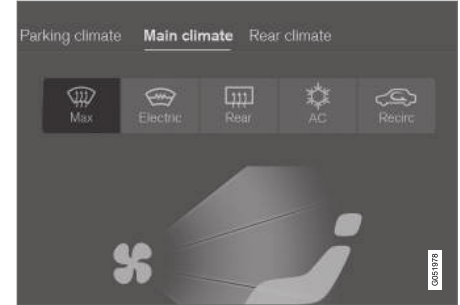 Parking climate Main climate Rear climate
Max Electric Rear AC Recirc
G051978